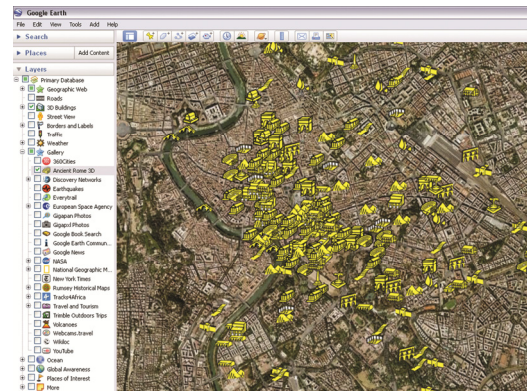 Google Earth
File Edit View Tools Add Help
Search
Places Add Content
Layers
Primary Database
Geographic Web
Roads
3D Buildings
Street View
Borders and Labels
Traffic
Weather
Gallery
360Cities
Ancient Rome 3D
Discovery Networks
Earthquakes
Everytrail
European Space Agency
Gigapan Photos
Gigapxl Photos
Google Book Search
Google Earth Commun...
Google News
NASA
National Geographic M...
New York Times
Rumsey Historical Maps
Tracks4Africa
Travel and Tourism
Trimble Outdoors Trips
Volcanoes
Webcams.travel
Wikiloc
YouTube
Ocean
Global Awareness
Places of Interest
More